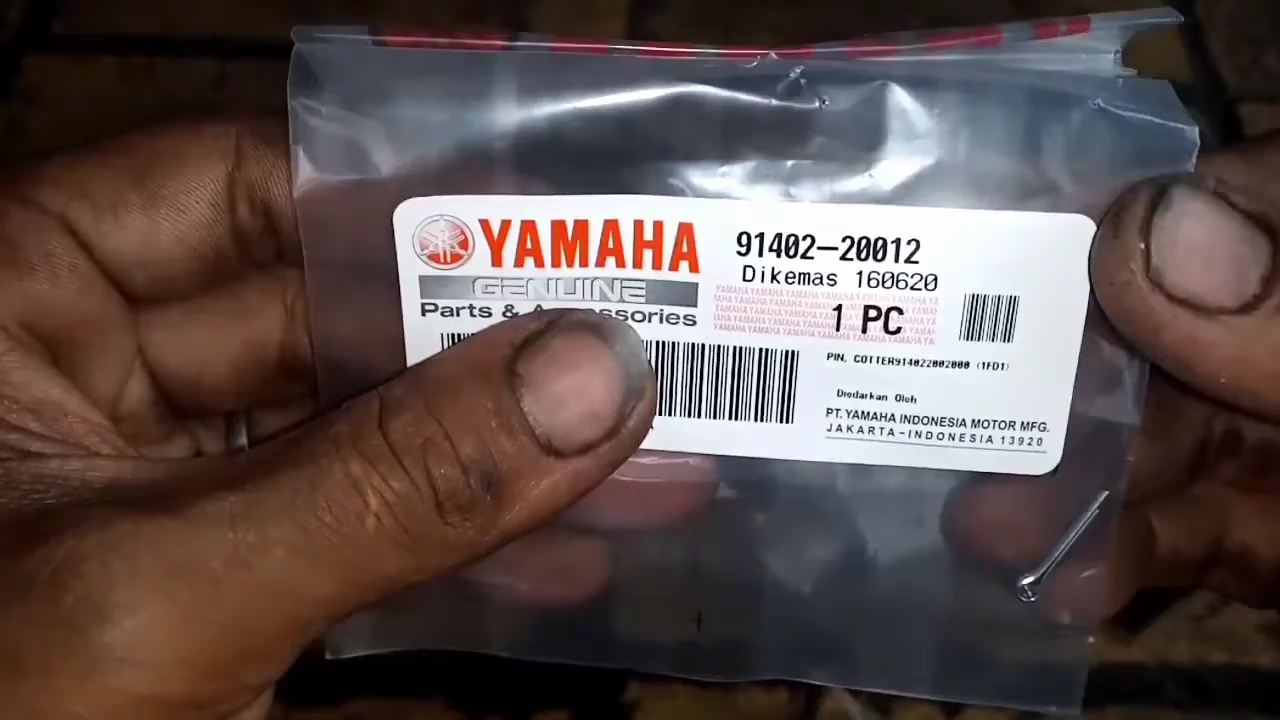 YAMAHA
GENUINE
Parts & Accessories
91402-20012
Dikemas 160620
1 PC
PIN, COTTER914022002000 (1FD1)
Diedarkan Oleh
PT. YAMAHA INDONESIA MOTOR MFG.
JAKARTA-INDONESIA 13920